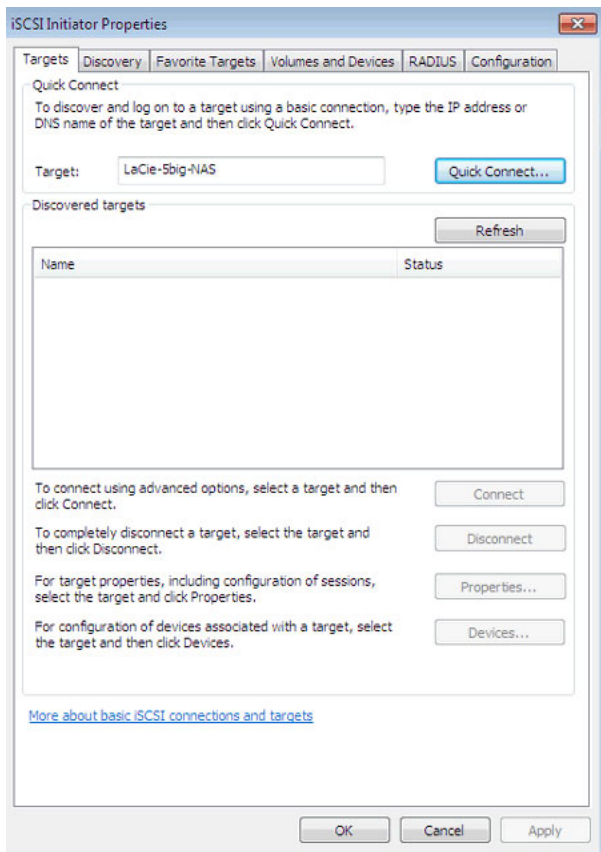 iSCSI Initiator Properties
Targets Discovery Favorite Targets Volumes and Devices RADIUS Configuration
Quick Connect
To discover and log on to a target using a basic connection, type the IP address or
DNS name of the target and then click Quick Connect.
Target: LaCie-5big-NAS Quick Connect...
Discovered targets
Refresh
Name Status
To connect using advanced options, select a target and then
click Connect.
Connect
To completely disconnect a target, select the target and
then click Disconnect.
Disconnect
For target properties, including configuration of sessions,
select the target and click Properties.
Properties...
For configuration of devices associated with a target, select
the target and then click Devices.
Devices...
More about basic iSCSI connections and targets
OK Cancel Apply